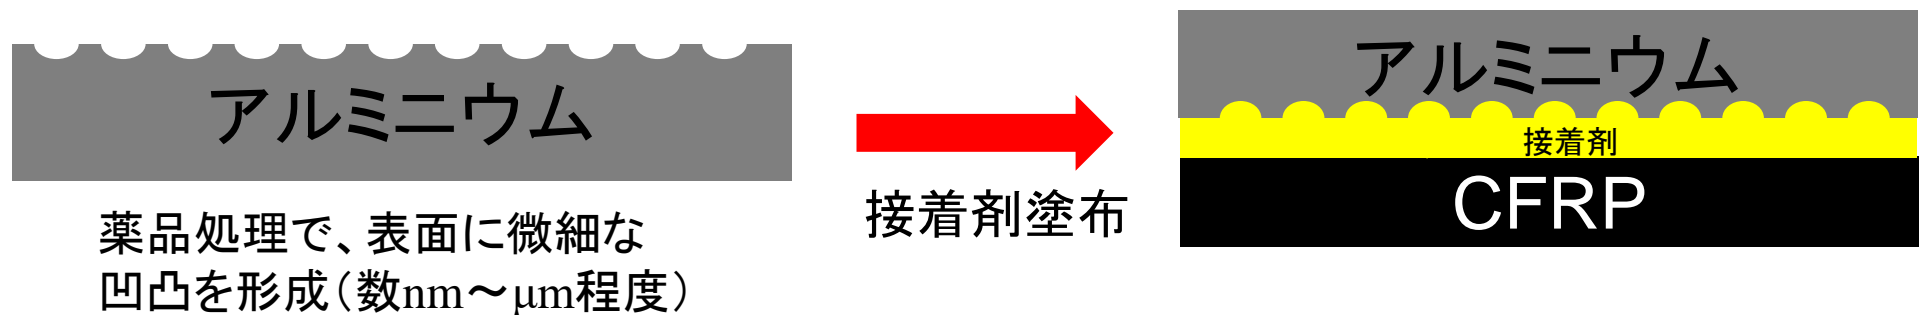 アルミニウム
薬品処理で、表面に微細な
凹凸を形成（数nm～μm程度）
接着剤塗布
アルミニウム
接着剤
CFRP